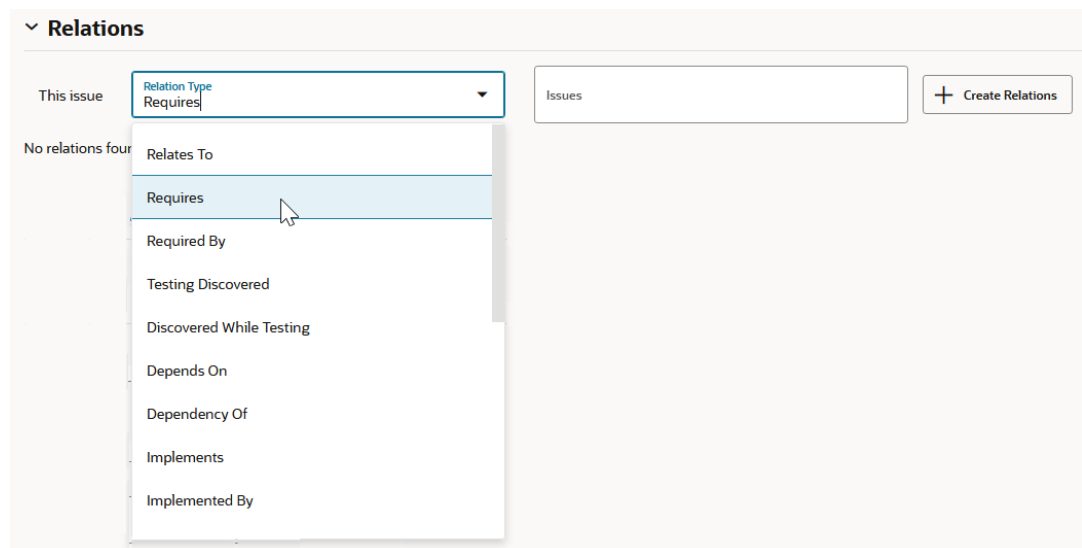 Relations
This issue
Relation Type
Requires
Issues
Create Relations
No relations
Relates To
Requires
Required By
Testing Discovered
Discovered While Testing
Depends On
Dependency Of
Implements
Implemented By